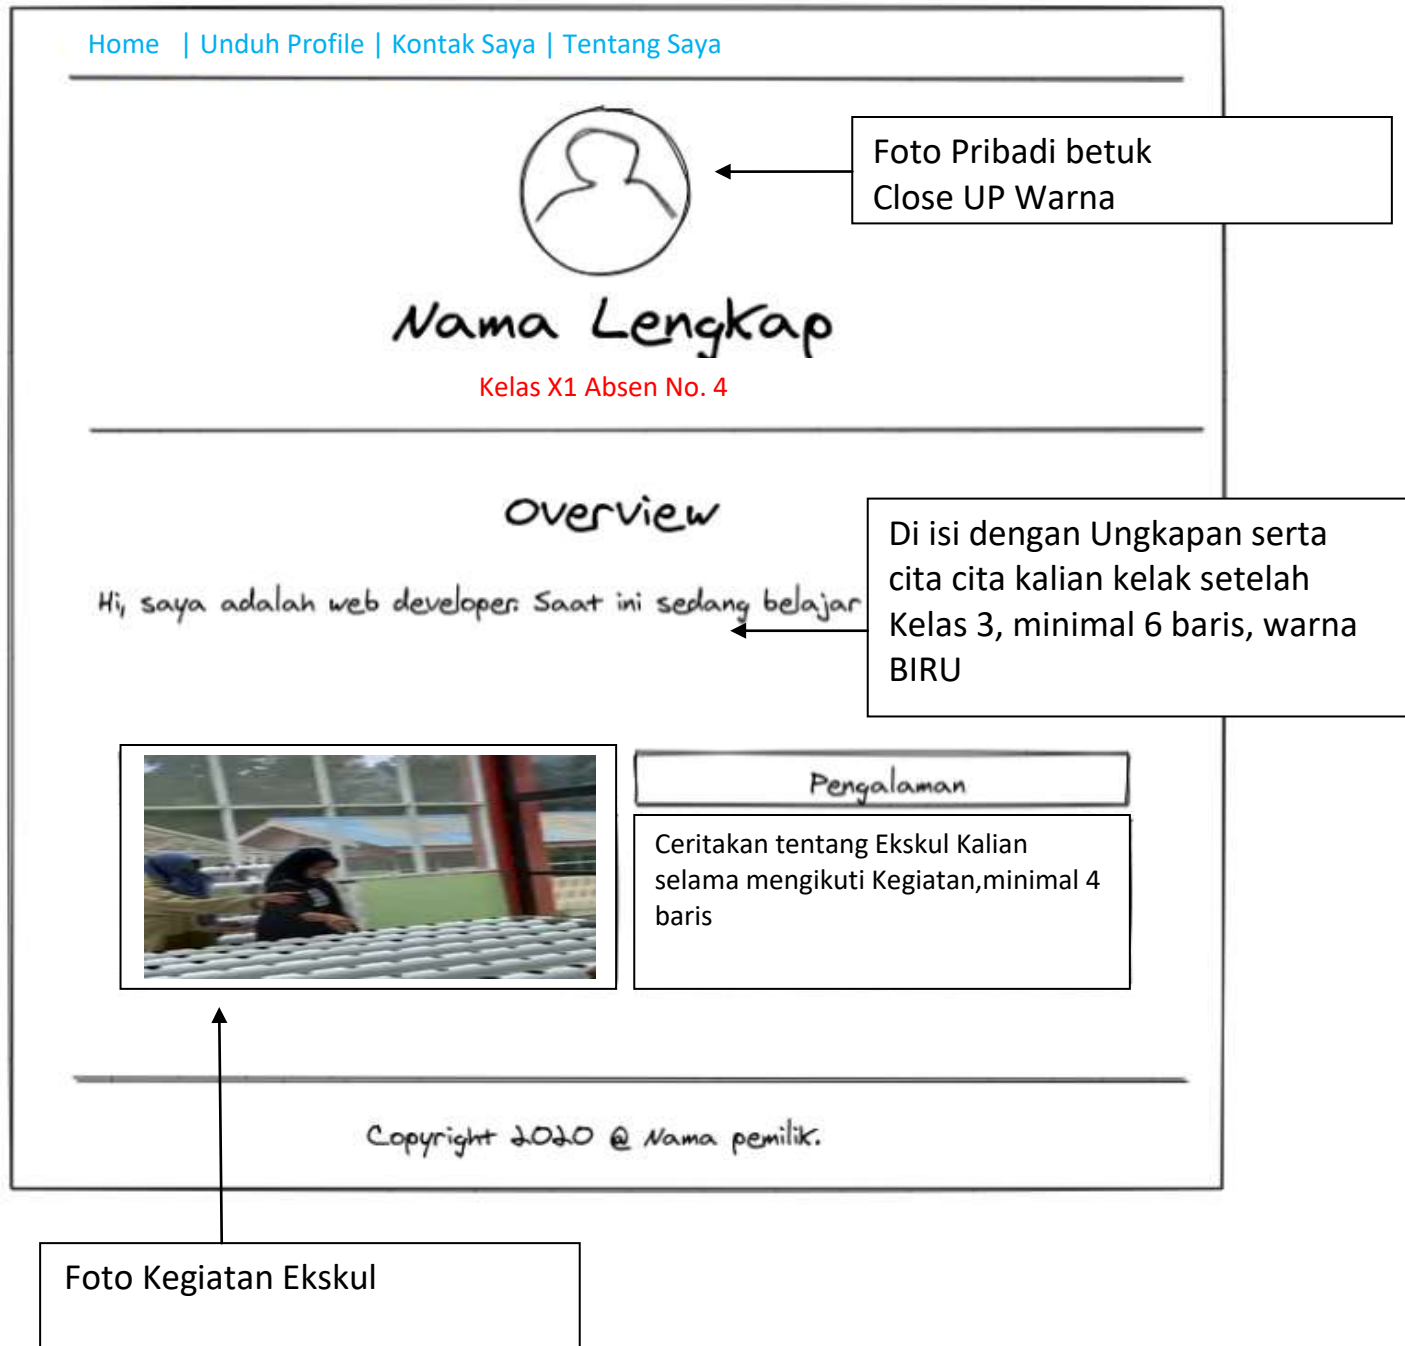 Home | Unduh Profile | Kontak Saya | Tentang Saya
Foto Pribadi betuk
Close UP Warna
Nama Lengkap
Kelas X1 Absen No. 4
Overview
Hi, saya adalah web developer. Saat ini sedang belajar
Di isi dengan Ungkapan serta
cita cita kalian kelak setelah
Kelas 3, minimal 6 baris, warna
BIRU
Pengalaman
Ceritakan tentang Ekskul Kalian
selama mengikuti Kegiatan,minimal 4
baris
Copyright 2020 @ Nama pemilik.
Foto Kegiatan Ekskul